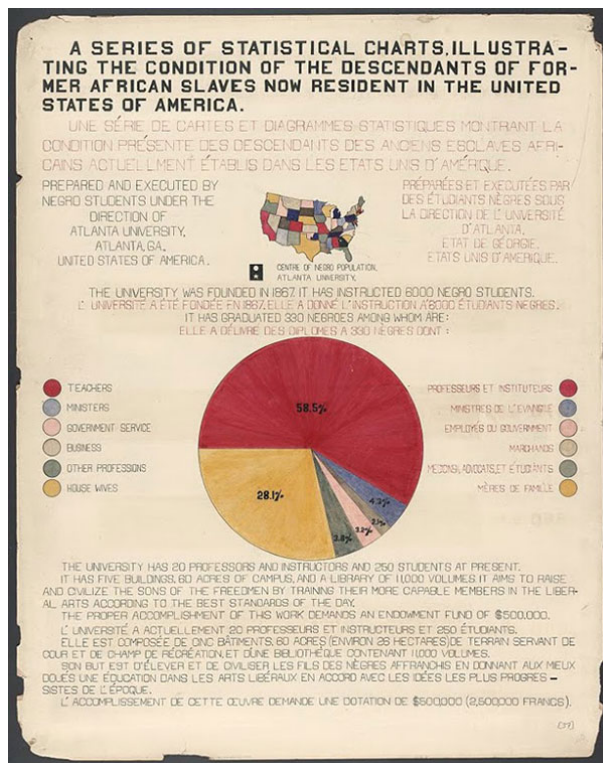 A SERIES OF STATISTICAL CHARTS, ILLUSTRA-
TING THE CONDITION OF THE DESCENDANTS OF FOR-
MER AFRICAN SLAVES NOW RESIDENT IN THE UNITED
STATES OF AMERICA.
UNE SÉRIE DE CARTES ET DIAGRAMMES STATISTIQUES MONTRANT LA
CONDITION PRÉSENTE DES DESCENDANTS DES ANCIENS ESCLAVES AFRI-
CAINS ACTUELLMENT ÉTABLIS DANS LES ETATS UNIS D'AMÉRIQUE.
PREPARED AND EXECUTED BY
NEGRO STUDENTS UNDER THE
DIRECTION OF
ATLANTA UNIVERSITY,
ATLANTA, GA.
UNITED STATES OF AMERICA.
PRÉPARÉES ET EXÉCUTÉES PAR
DES ÉTUDIANTS NÈGRES SOUS
LA DIRECTION DE L'UNIVERSITÉ
D'ATLANTA.
ETAT DE GÉORGIE.
ETATS UNIS D'AMÉRIQUE.
CENTRE OF NEGRO POPULATION.
ATLANTA UNIVERSITY.
THE UNIVERSITY WAS FOUNDED IN 1867. IT HAS INSTRUCTED 6000 NEGRO STUDENTS.
L'UNIVERSITÉ A ÉTÉ FONDÉE EN 1867. ELLE A DONNÉ L'INSTRUCTION A 6000 ÉTUDIANTS NÈGRES.
IT HAS GRADUATED 330 NEGROES AMONG WHOM ARE:
ELLE A DÉLIVRÉ DES DIPLOMES A 330 NÈGRES DONT :
TEACHERS
MINISTERS
GOVERNMENT SERVICE
BUSINESS
OTHER PROFESSIONS
HOUSE WIVES
58.5%
28.1%
3.8%
3.2%
2.1%
4.3%
PROFESSEURS ET INSTITUTEURS
MINISTRES DE L'EVANGILE
EMPLOYÉS DU GOUVERNMENT
MARCHANDS
MEDCINS, ADVOCATS, ET ÉTUDIANTS
MÈRES DE FAMILLE
THE UNIVERSITY HAS 20 PROFESSORS AND INSTRUCTORS AND 250 STUDENTS AT PRESENT.
IT HAS FIVE BUILDINGS, 60 ACRES OF CAMPUS, AND A LIBRARY OF 11,000 VOLUMES. IT AIMS TO RAISE
AND CIVILIZE THE SONS OF THE FREEDMEN BY TRAINING THEIR MORE CAPABLE MEMBERS IN THE LIBER-
AL ARTS ACCORDING TO THE BEST STANDARDS OF THE DAY.
THE PROPER ACCOMPLISHMENT OF THIS WORK DEMANDS AN ENDOWMENT FUND OF $500,000.
L'UNIVERSITÉ A ACTUELLEMENT 20 PROFESSEURS ET INSTRUCTEURS ET 250 ÉTUDIANTS.
ELLE EST COMPOSÉE DE CINQ BÂTIMENTS, 60 ACRES (ENVIRON 26 HECTARES) DE TERRAIN SERVANT DE
COUR ET DE CHAMP DE RÉCRÉATION, ET D'UNE BIBLIOTHÈQUE CONTENANT 11,000 VOLUMES.
SON BUT EST D'ÉLEVER ET DE CIVILISER LES FILS DES NÈGRES AFFRANCHIS EN DONNANT AUX MIEUX
DOUÉS UNE ÉDUCATION DANS LES ARTS LIBÉRAUX EN ACCORD AVEC LES IDÉES LES PLUS PROGRES-
SISTES DE L'ÉPOQUE.
L'ACCOMPLISSEMENT DE CETTE ŒUVRE DEMANDE UNE DOTATION DE $500,000 (2,500,000 FRANCS).